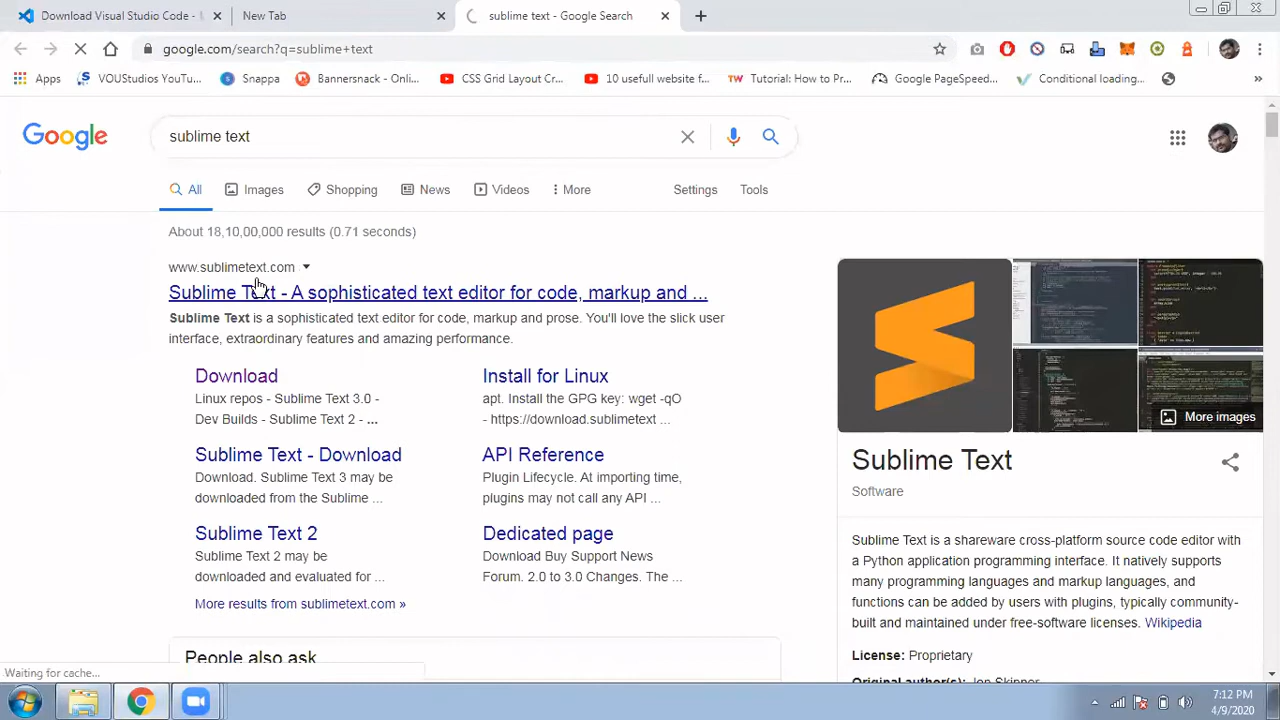 Download Visual Studio Code -
New Tab
sublime text - Google Search
google.com/search?q=sublime+text
Apps
VOUStudios YouTu...
Snappa
Bannersnack - Onli...
CSS Grid Layout Cr...
10 usefull website f...
TW
Tutorial: How to Pr...
Google PageSpeed...
Conditional loading...
»
Google
sublime text
All
Images
Shopping
News
Videos
More
Settings
Tools
About 18,10,00,000 results (0.71 seconds)
www.sublimetext.com
Sublime Text - A sophisticated text editor for code, markup and ...
Sublime Text is a sophisticated text editor for code, markup and prose. You'll love the slick user
interface, extraordinary features and amazing performance.
Download
Linux repos - Sublime Text 3.0 - ...
Dev builds - Sublime Text 2 - ...
Install for Linux
Install the GPG key: wget -qO
- https://download.sublimetext ...
Sublime Text - Download
Download. Sublime Text 3 may be
downloaded from the Sublime ...
API Reference
Plugin Lifecycle. At importing time,
plugins may not call any API ...
Sublime Text 2
Sublime Text 2 may be
downloaded and evaluated for ...
Dedicated page
Download Buy Support News
Forum. 2.0 to 3.0 Changes. The ...
More results from sublimetext.com »
People also ask
More images
Sublime Text
Software
Sublime Text is a shareware cross-platform source code editor with
a Python application programming interface. It natively supports
many programming languages and markup languages, and
functions can be added by users with plugins, typically community-
built and maintained under free-software licenses. Wikipedia
License: Proprietary
Original author(s): Jon Skinner
Waiting for cache...
7:12 PM
4/9/2020